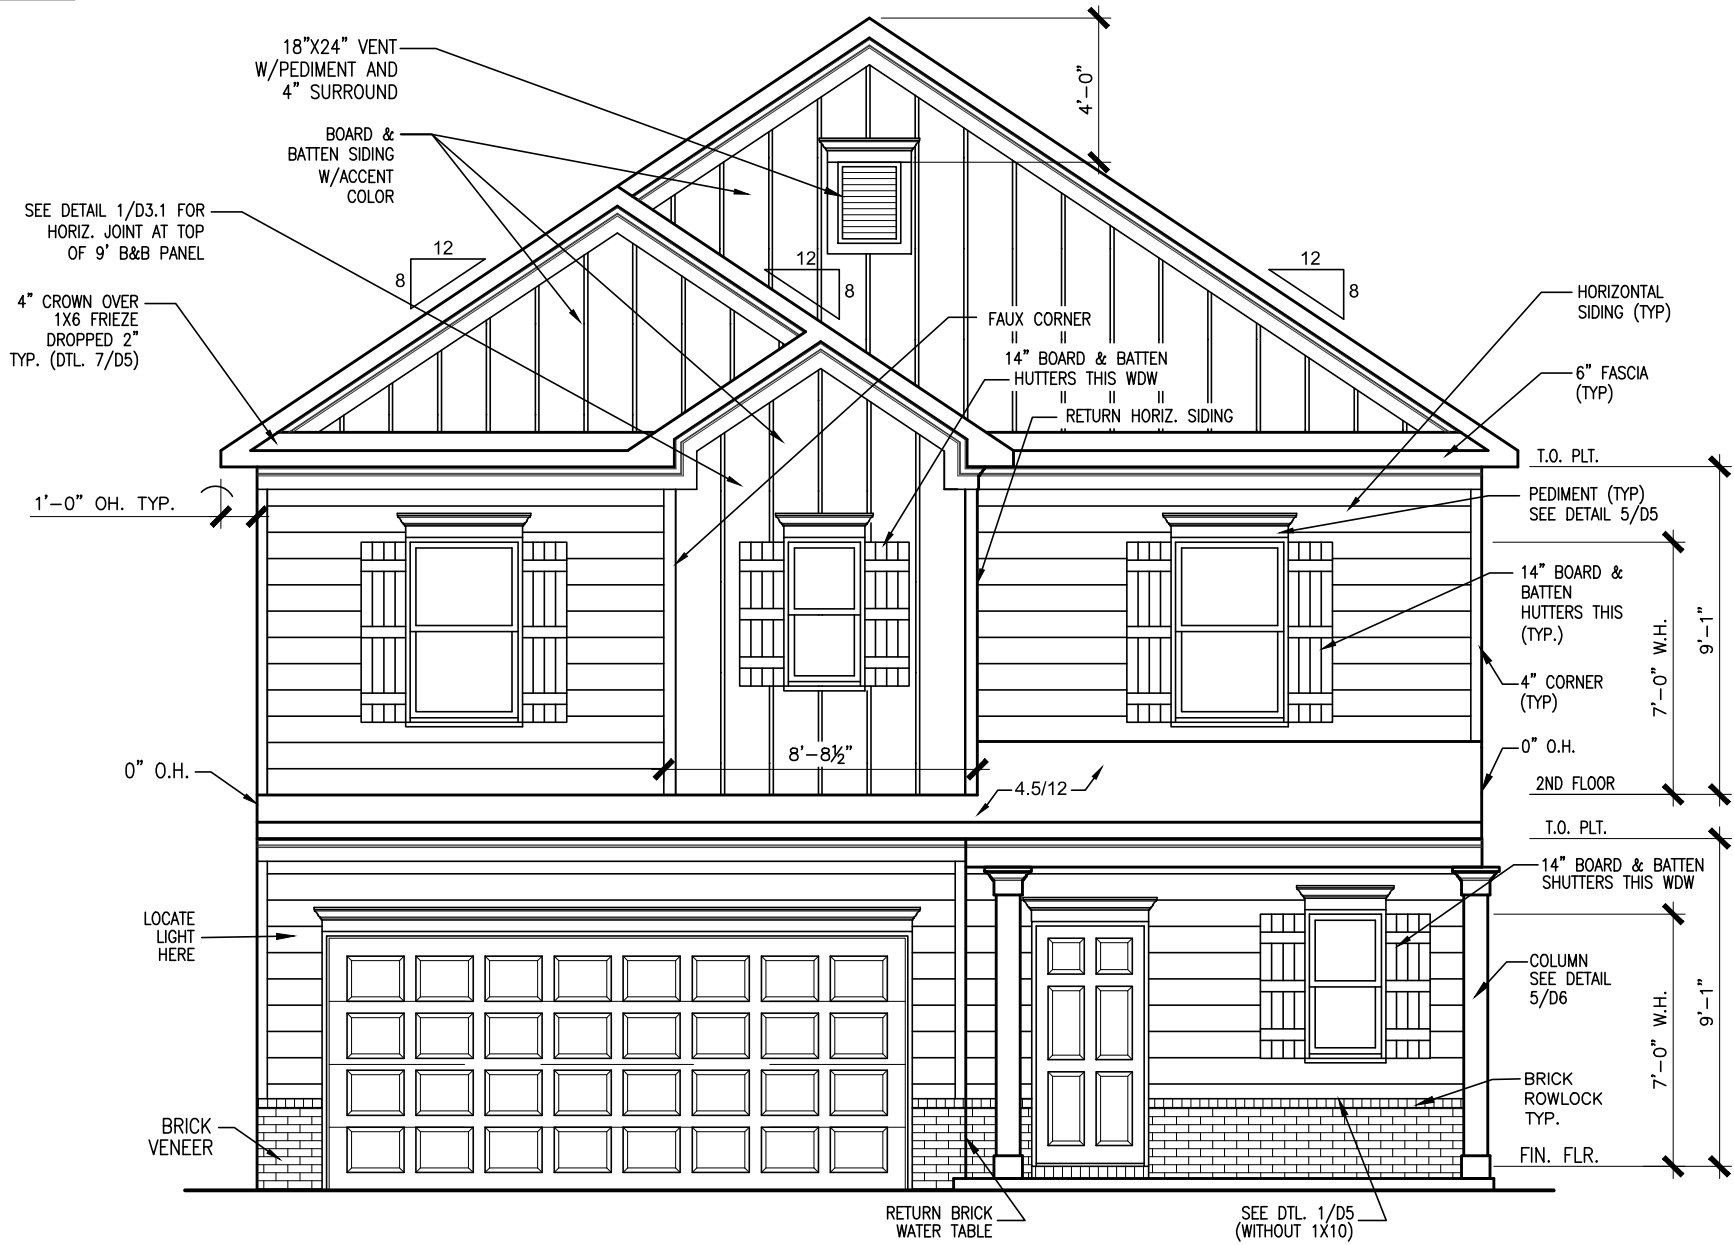 18"X24" VENT
W/PEDIMENT AND
4" SURROUND
BOARD &
BATTEN SIDING
W/ACCENT
COLOR
SEE DETAIL 1/D3.1 FOR
HORIZ. JOINT AT TOP
OF 9' B&B PANEL
4" CROWN OVER
1X6 FRIEZE
DROPPED 2"
TYP. (DTL. 7/D5)
1'-0" OH. TYP.
0" O.H.
LOCATE
LIGHT
HERE
BRICK
VENEER
12
8
12
8
12
8
4'-0"
FAUX CORNER
14" BOARD & BATTEN
HUTTERS THIS WDW
RETURN HORIZ. SIDING
8'-8½"
4.5/12
HORIZONTAL
SIDING (TYP)
6" FASCIA
(TYP)
T.O. PLT.
PEDIMENT (TYP)
SEE DETAIL 5/D5
14" BOARD &
BATTEN
HUTTERS THIS
(TYP.)
7'-0" W.H.
9'-1"
4" CORNER
(TYP)
0" O.H.
2ND FLOOR
T.O. PLT.
14" BOARD & BATTEN
SHUTTERS THIS WDW
COLUMN
SEE DETAIL
5/D6
7'-0" W.H.
9'-1"
BRICK
ROWLOCK
TYP.
FIN. FLR.
RETURN BRICK
WATER TABLE
SEE DTL. 1/D5
(WITHOUT 1X10)